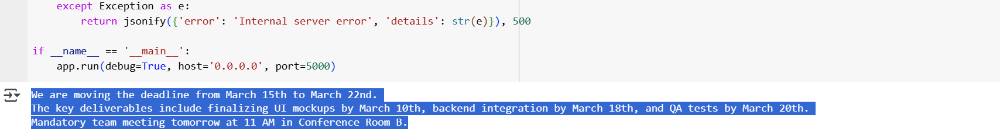 except Exception as e:
return jsonify({'error': 'Internal server error', 'details': str(e)}), 500
if __name__ == '__main__':
app.run(debug=True, host='0.0.0.0', port=5000)
We are moving the deadline from March 15th to March 22nd.
The key deliverables include finalizing UI mockups by March 10th, backend integration by March 18th, and QA tests by March 20th.
Mandatory team meeting tomorrow at 11 AM in Conference Room B.